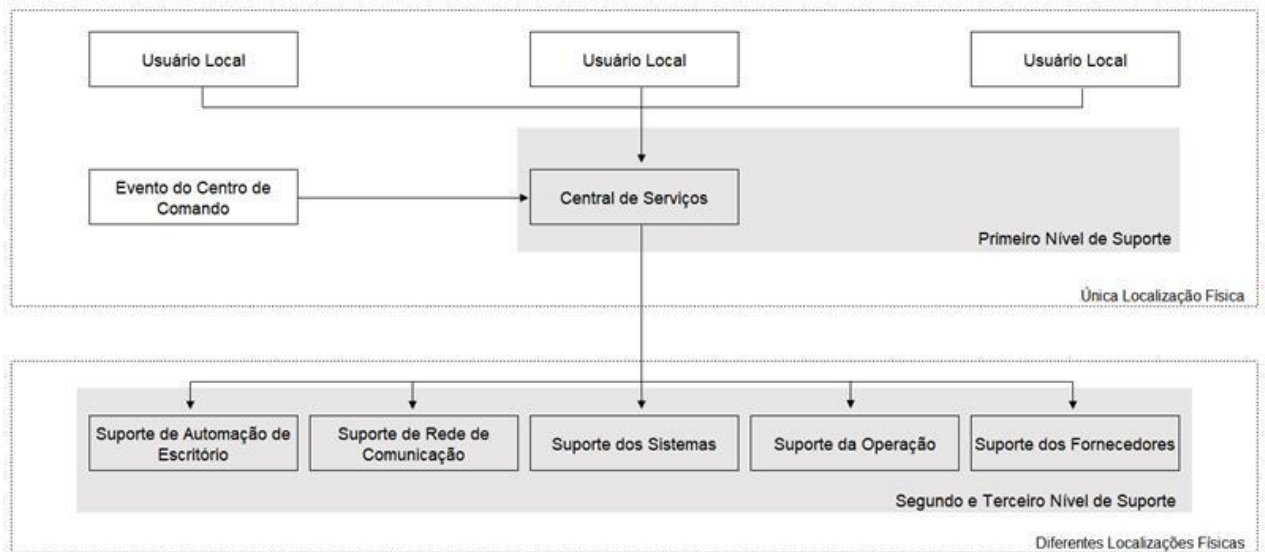 Usuário Local
Usuário Local
Usuário Local
Evento do Centro de
Comando
Central de Serviços
Primeiro Nível de Suporte
Única Localização Física
Suporte de Automação de
Escritório
Suporte de Rede de
Comunicação
Suporte dos Sistemas
Suporte da Operação
Suporte dos Fornecedores
Segundo e Terceiro Nível de Suporte
Diferentes Localizações Físicas